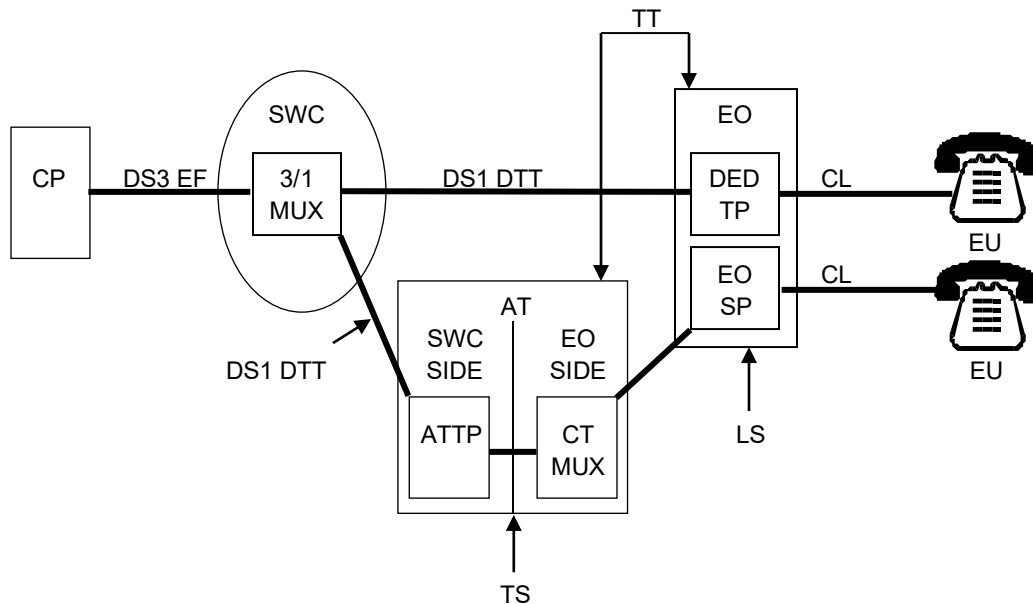 TT
SWC
EO
CP
DS3 EF
3/1
MUX
DS1 DTT
DED
TP
CL
EU
EO
SP
CL
EU
AT
SWC
SIDE
EO
SIDE
DS1 DTT
ATTP
CT
MUX
LS
TS